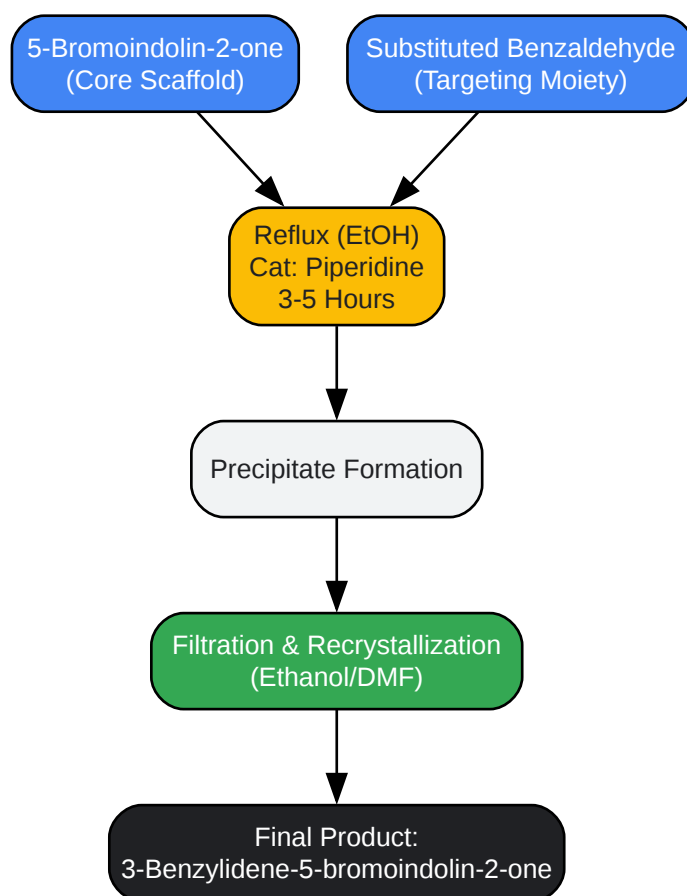 5-Bromoindolin-2-one
(Core Scaffold)
Substituted Benzaldehyde
(Targeting Moiety)
Reflux (EtOH)
Cat: Piperidine
3-5 Hours
Precipitate Formation
Filtration & Recrystallization
(Ethanol/DMF)
Final Product:
3-Benzylidene-5-bromoindolin-2-one